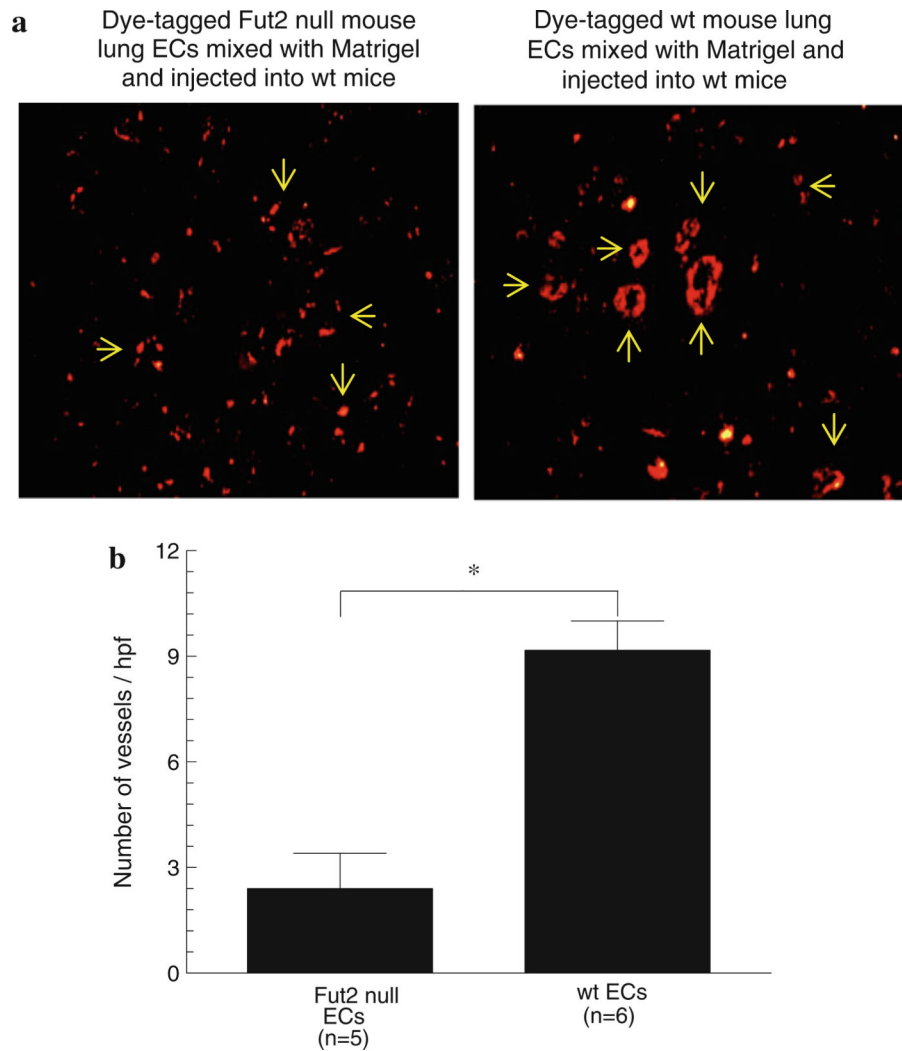 a
Dye-tagged Fut2 null mouse
lung ECs mixed with Matrigel
and injected into wt mice
Dye-tagged wt mouse lung
ECs mixed with Matrigel and
injected into wt mice
b
Number of vessels / hpf
12
9
6
3
0
*
Fut2 null
ECs
(n=5)
wt ECs
(n=6)